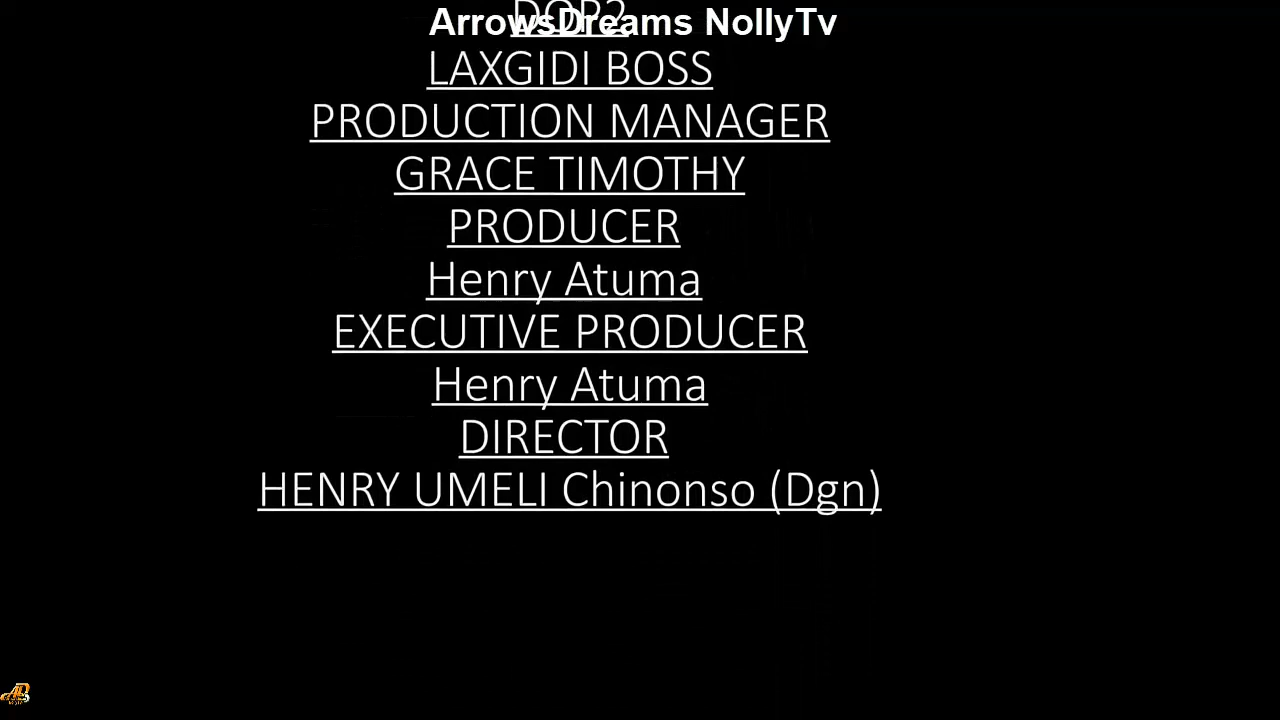 DOP2
ArrowsDreams NollyTv
LAXGIDI BOSS
PRODUCTION MANAGER
GRACE TIMOTHY
PRODUCER
Henry Atuma
EXECUTIVE PRODUCER
Henry Atuma
DIRECTOR
HENRY UMELI Chinonso (Dgn)